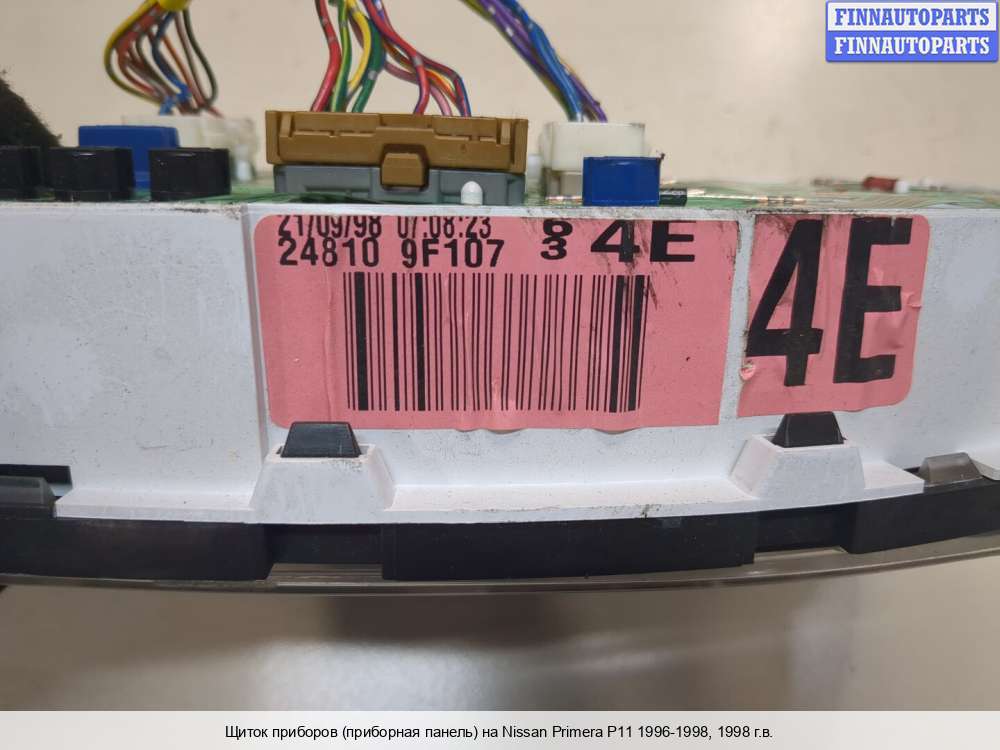 FINNAUTOPARTS
FINNAUTOPARTS
21/09/98 07:08:23
24810 9F107
8
3
4E
4E
Щиток приборов (приборная панель) на Nissan Primera P11 1996-1998, 1998 г.в.